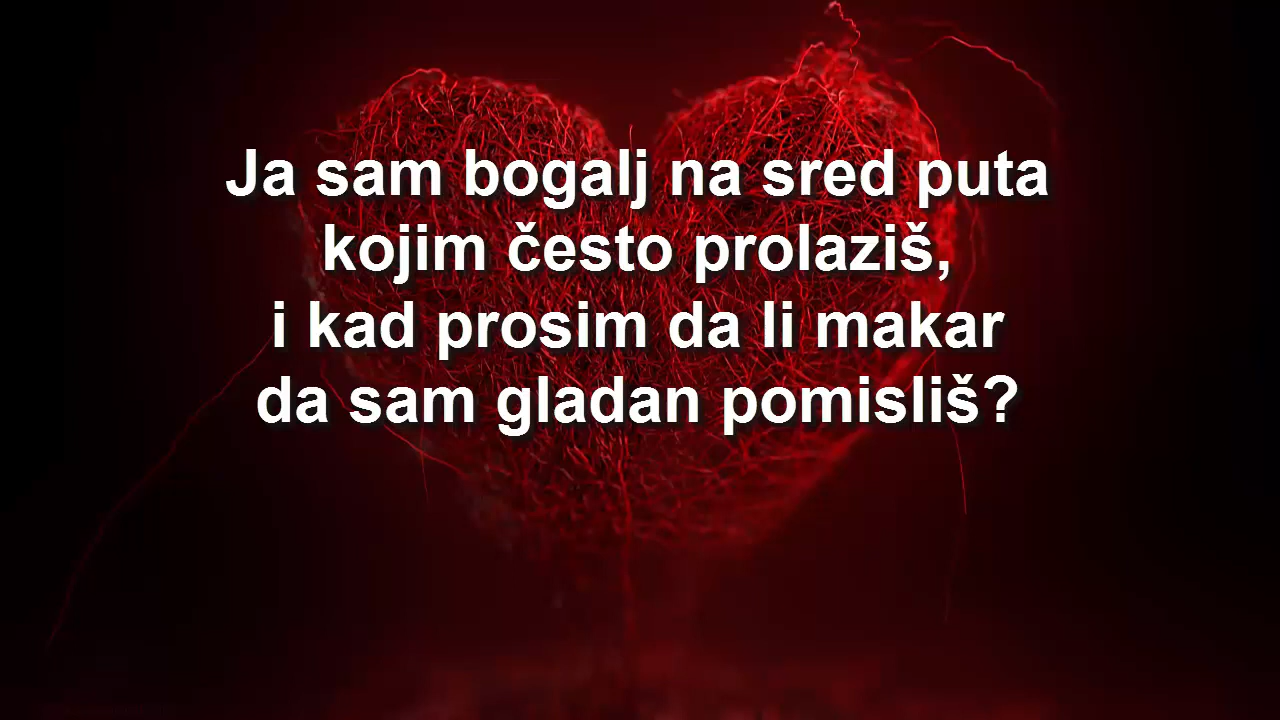 Ja sam bogalj na sred puta
kojim često prolaziš,
i kad prosim da li makar
da sam gladan pomisliš?